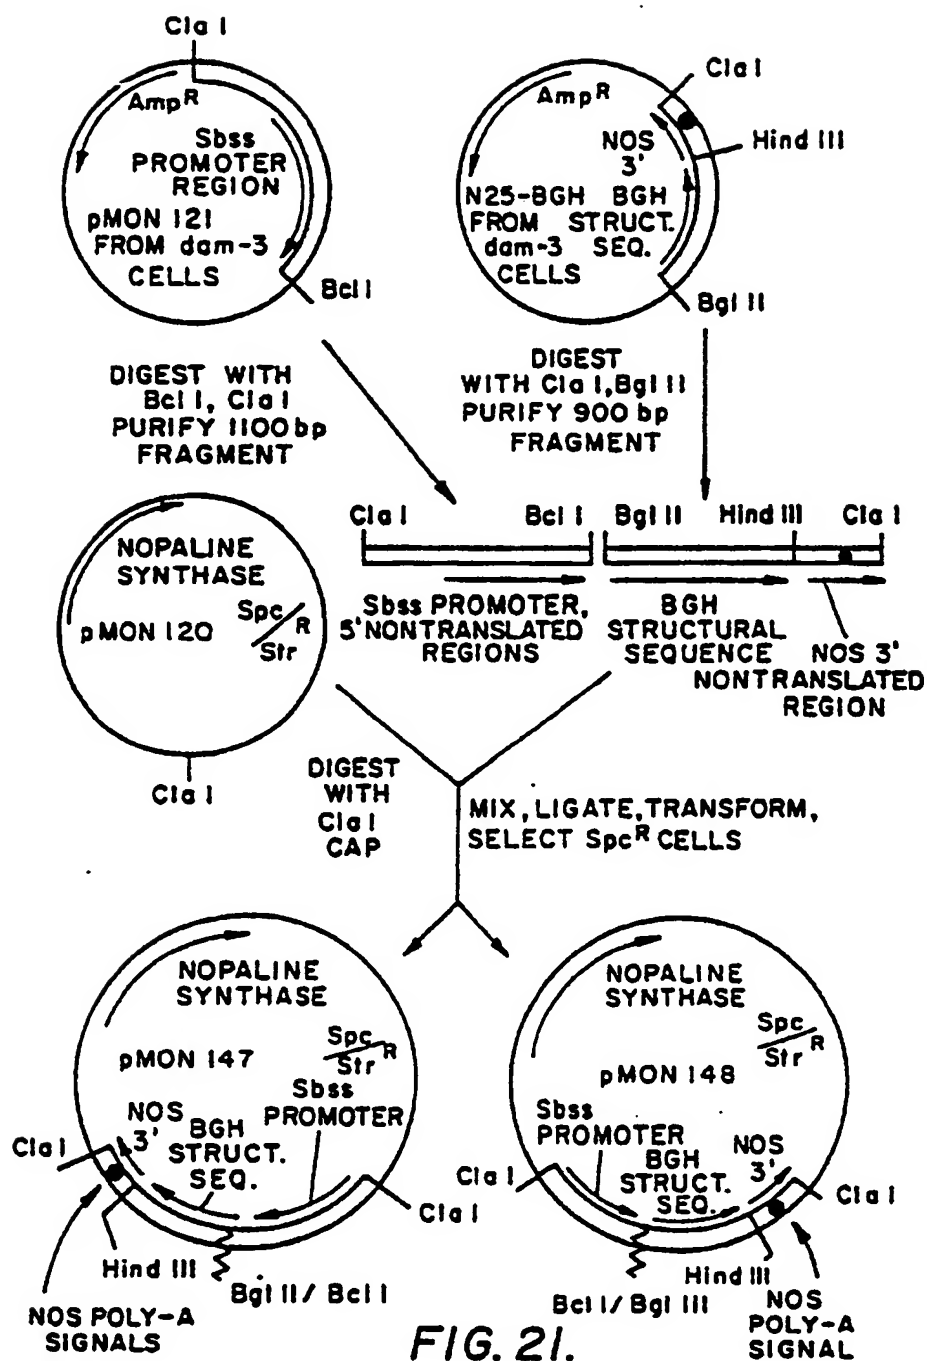 Cla I
Amp R
Sbss
PROMOTER
REGION
pMON 121
FROM dam-3
CELLS
Bcl I
Cla I
Amp R
NOS
3'
Hind III
N25-BGH BGH
FROM STRUCT.
dam-3 SEQ.
CELLS
Bgl II
DIGEST WITH
Bcl I, Cla I
PURIFY 1100 bp
FRAGMENT
DIGEST
WITH Cla I, Bgl II
PURIFY 900 bp
FRAGMENT
Cla I Bcl I Bgl II Hind III Cla I
NOPALINE
SYNTHASE
pMON 120
Spc
Str R
Cla I
Sbss PROMOTER,
5' NONTRANSLATED
REGIONS
BGH
STRUCTURAL
SEQUENCE
NOS 3'
NONTRANSLATED
REGION
DIGEST
WITH
Cla I
CAP
MIX, LIGATE, TRANSFORM,
SELECT Spc R CELLS
NOPALINE
SYNTHASE
Spc
Str R
pMON 147
Sbss
PROMOTER
NOS
3'
BGH
STRUCT.
SEQ.
Cla I
Cla I
Hind III
Bgl II / Bcl I
NOS POLY-A
SIGNALS
NOPALINE
SYNTHASE
Spc
Str R
pMON 148
Sbss
PROMOTER
BGH
STRUCT.
SEQ.
NOS
3'
Cla I
Cla I
Hind III
Bcl I / Bgl III
NOS
POLY-A
SIGNAL
FIG. 21.